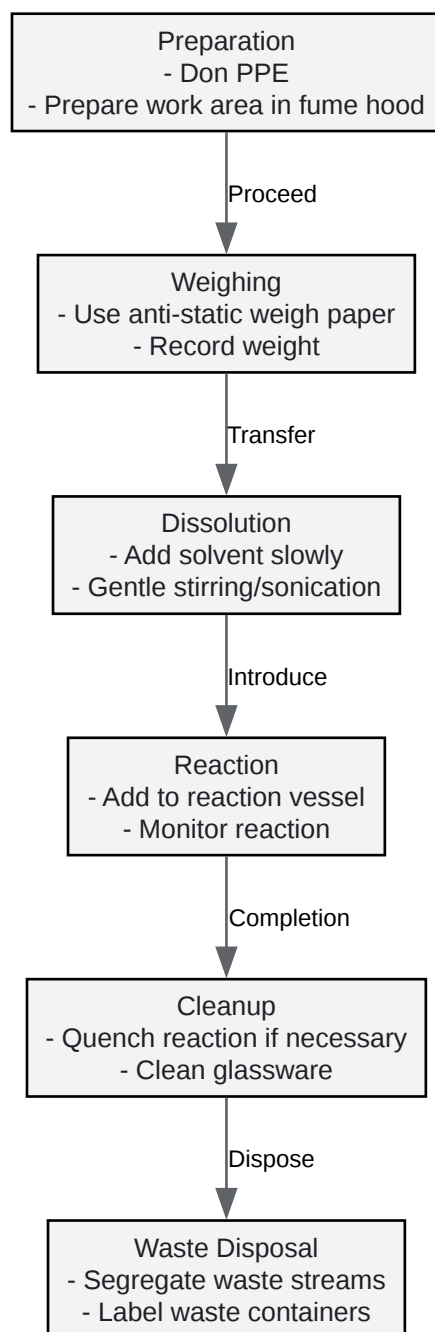 Preparation
- Don PPE
- Prepare work area in fume hood
Proceed
Weighing
- Use anti-static weigh paper
- Record weight
Transfer
Dissolution
- Add solvent slowly
- Gentle stirring/sonication
Introduce
Reaction
- Add to reaction vessel
- Monitor reaction
Completion
Cleanup
- Quench reaction if necessary
- Clean glassware
Dispose
Waste Disposal
- Segregate waste streams
- Label waste containers